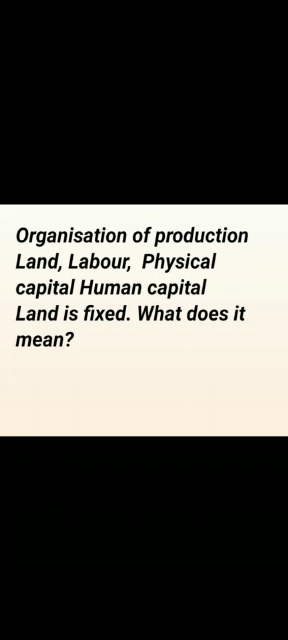 Organisation of production
Land, Labour, Physical
capital Human capital
Land is fixed. What does it
mean?